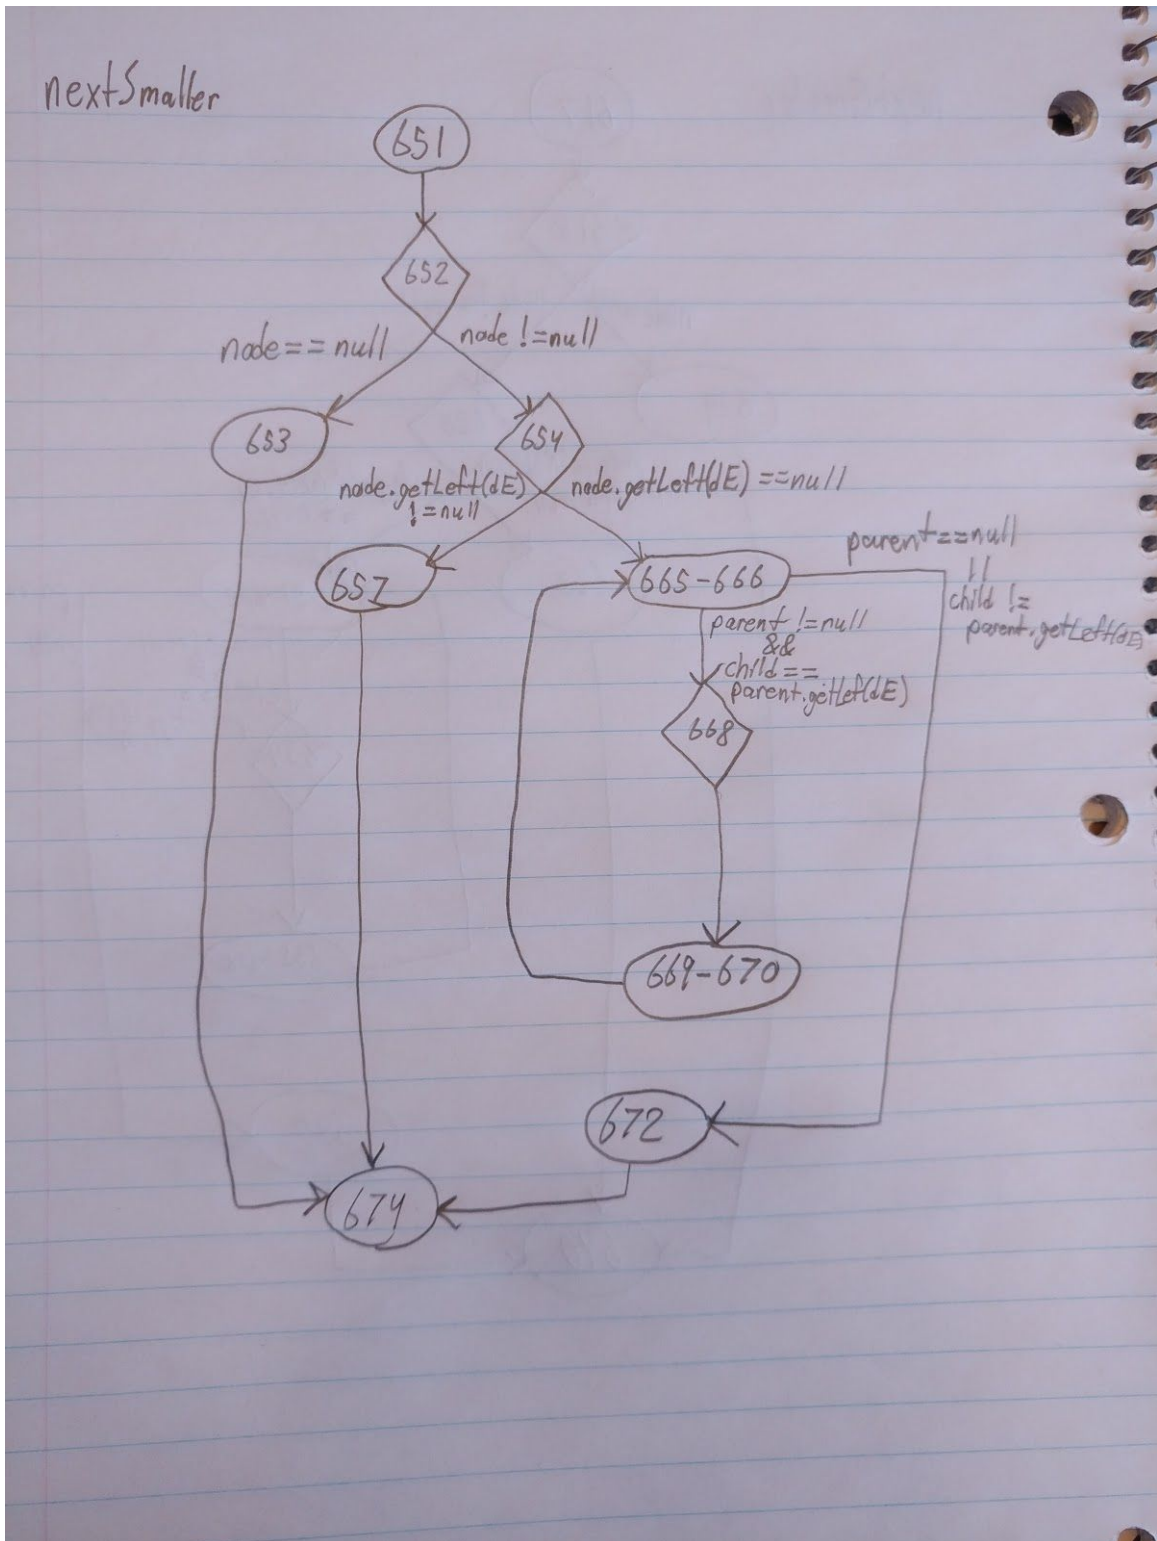 nextSmaller
651
652
node == null
node != null
653
654
node.getLeft(dE)
!= null
node.getLeft(dE) == null
657
665-666
parent == null
||
child !=
parent.getLeft(dE)
parent != null
&&
child ==
parent.getLef(dE)
668
669-670
672
674